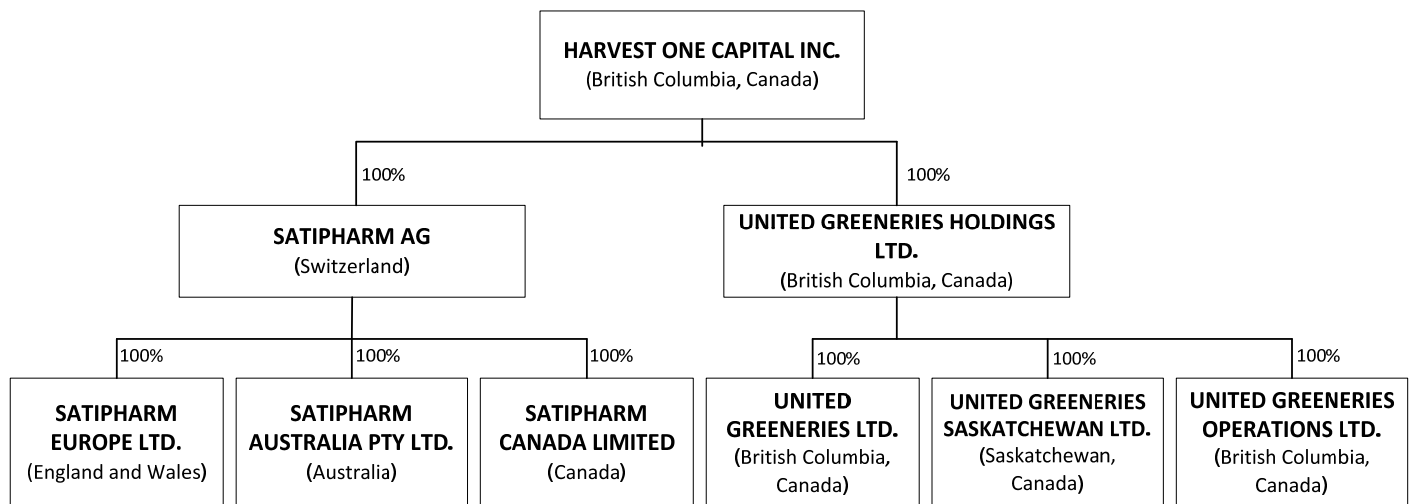 HARVEST ONE CAPITAL INC.
(British Columbia, Canada)
100%
100%
SATIPHARM AG
(Switzerland)
UNITED GREENERIES HOLDINGS
LTD.
(British Columbia, Canada)
100%
100%
100%
100%
100%
100%
SATIPHARM
EUROPE LTD.
(England and Wales)
SATIPHARM
AUSTRALIA PTY LTD.
(Australia)
SATIPHARM
CANADA LIMITED
(Canada)
UNITED
GREENERIES LTD.
(British Columbia,
Canada)
UNITED GREENERIES
SASKATCHEWAN LTD.
(Saskatchewan,
Canada)
UNITED GREENERIES
OPERATIONS LTD.
(British Columbia,
Canada)